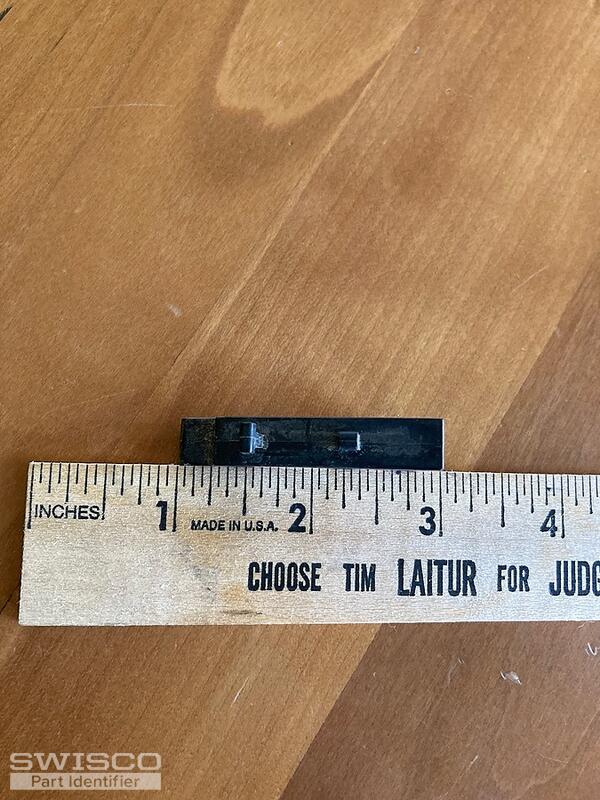 INCHES 1 MADE IN U.S.A. 2 3 4
CHOOSE TIM LAITUR FOR JUDG
SWISCO
Part Identifier